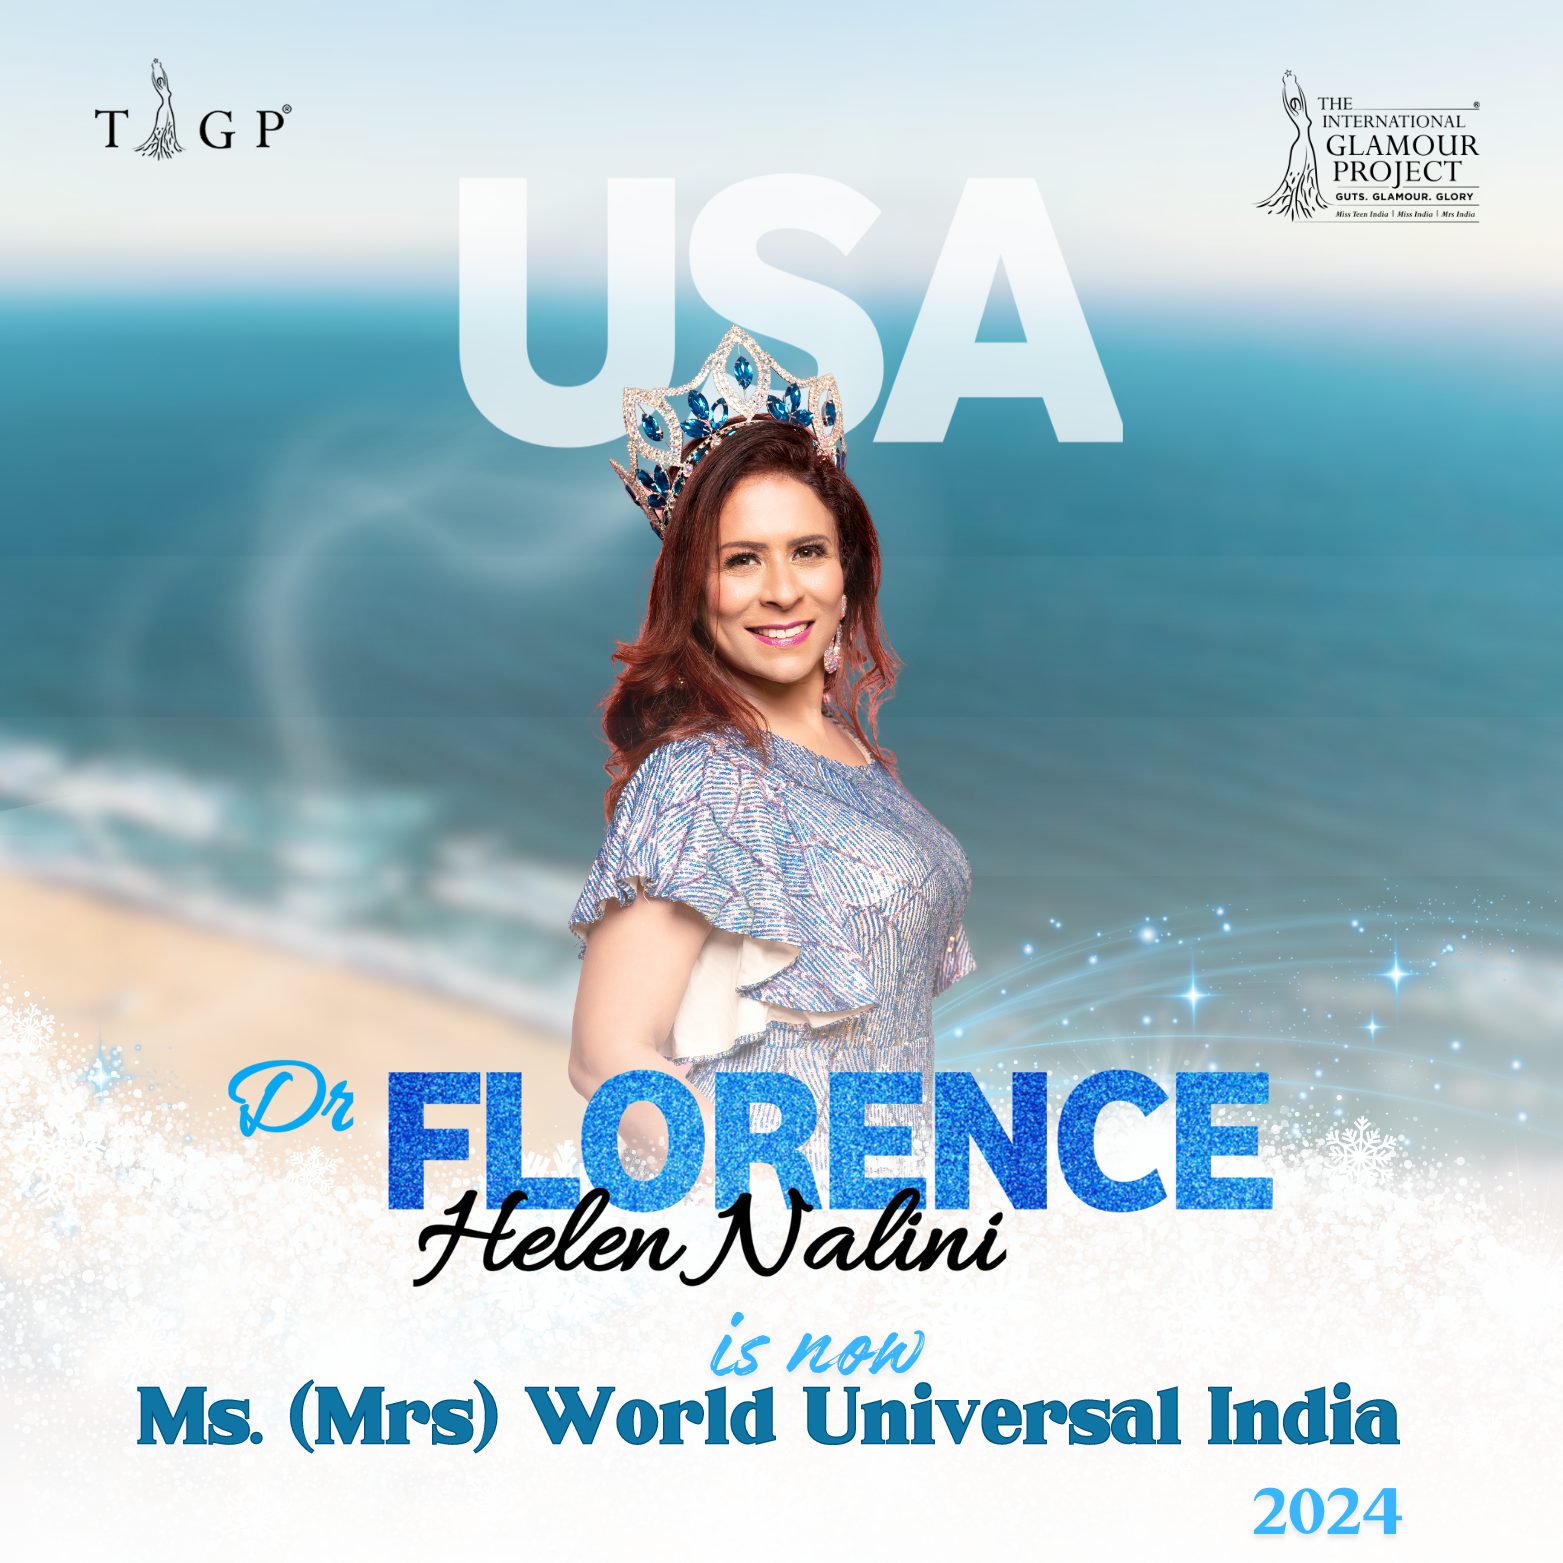 TIGP®
THE
INTERNATIONAL ®
GLAMOUR
PROJECT
GUTS. GLAMOUR. GLORY
Miss Teen India | Miss India | Mrs India
USA
Dr FLORENCE
Helen Nalini
is now
Ms. (Mrs) World Universal India
2024